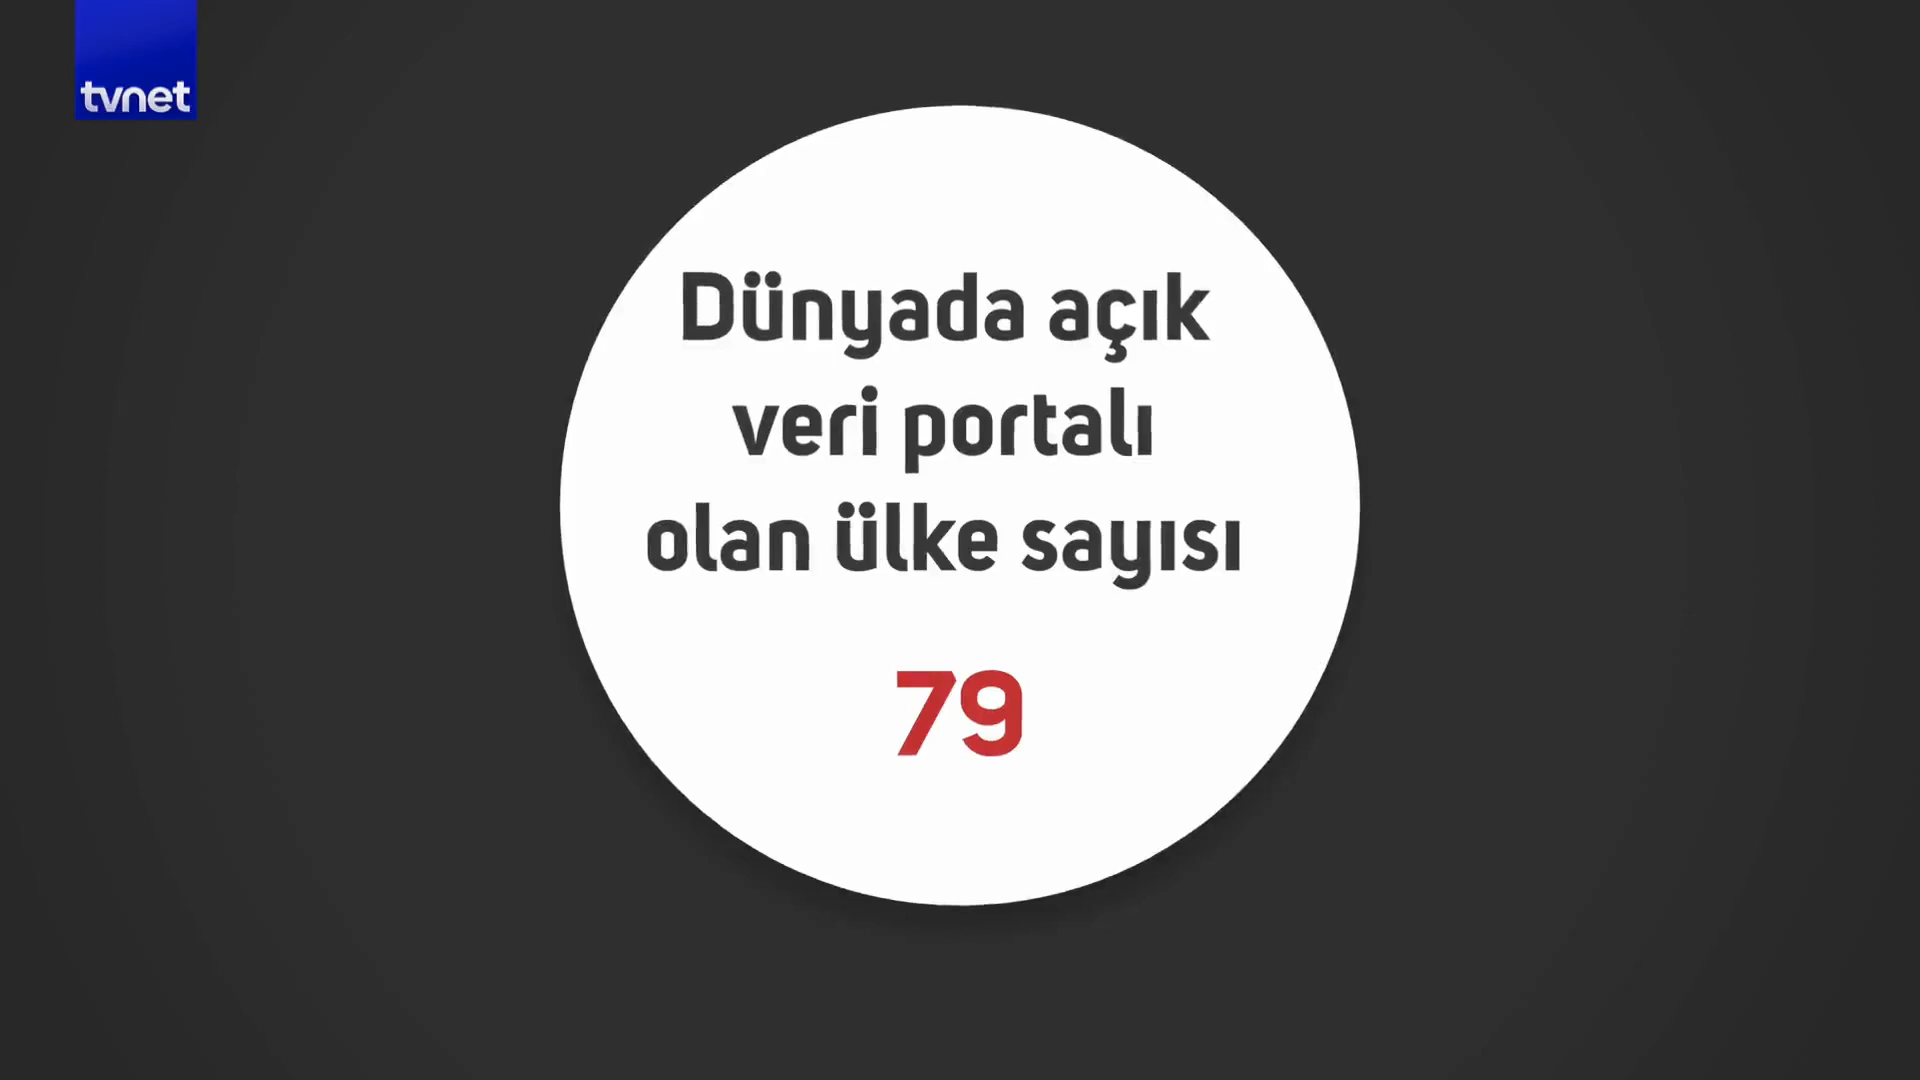 tvnet
Dünyada açık
veri portalı
olan ülke sayısı
79